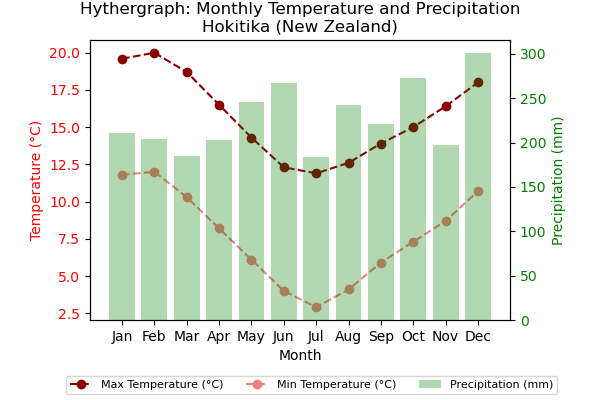 Hythergraph: Monthly Temperature and Precipitation
Hokitika (New Zealand)
Temperature (°C)
20.0
17.5
15.0
12.5
10.0
7.5
5.0
2.5
300
250
200
150
100
50
0
Precipitation (mm)
Jan Feb Mar Apr May Jun Jul Aug Sep Oct Nov Dec
Month
Max Temperature (°C) Min Temperature (°C) Precipitation (mm)